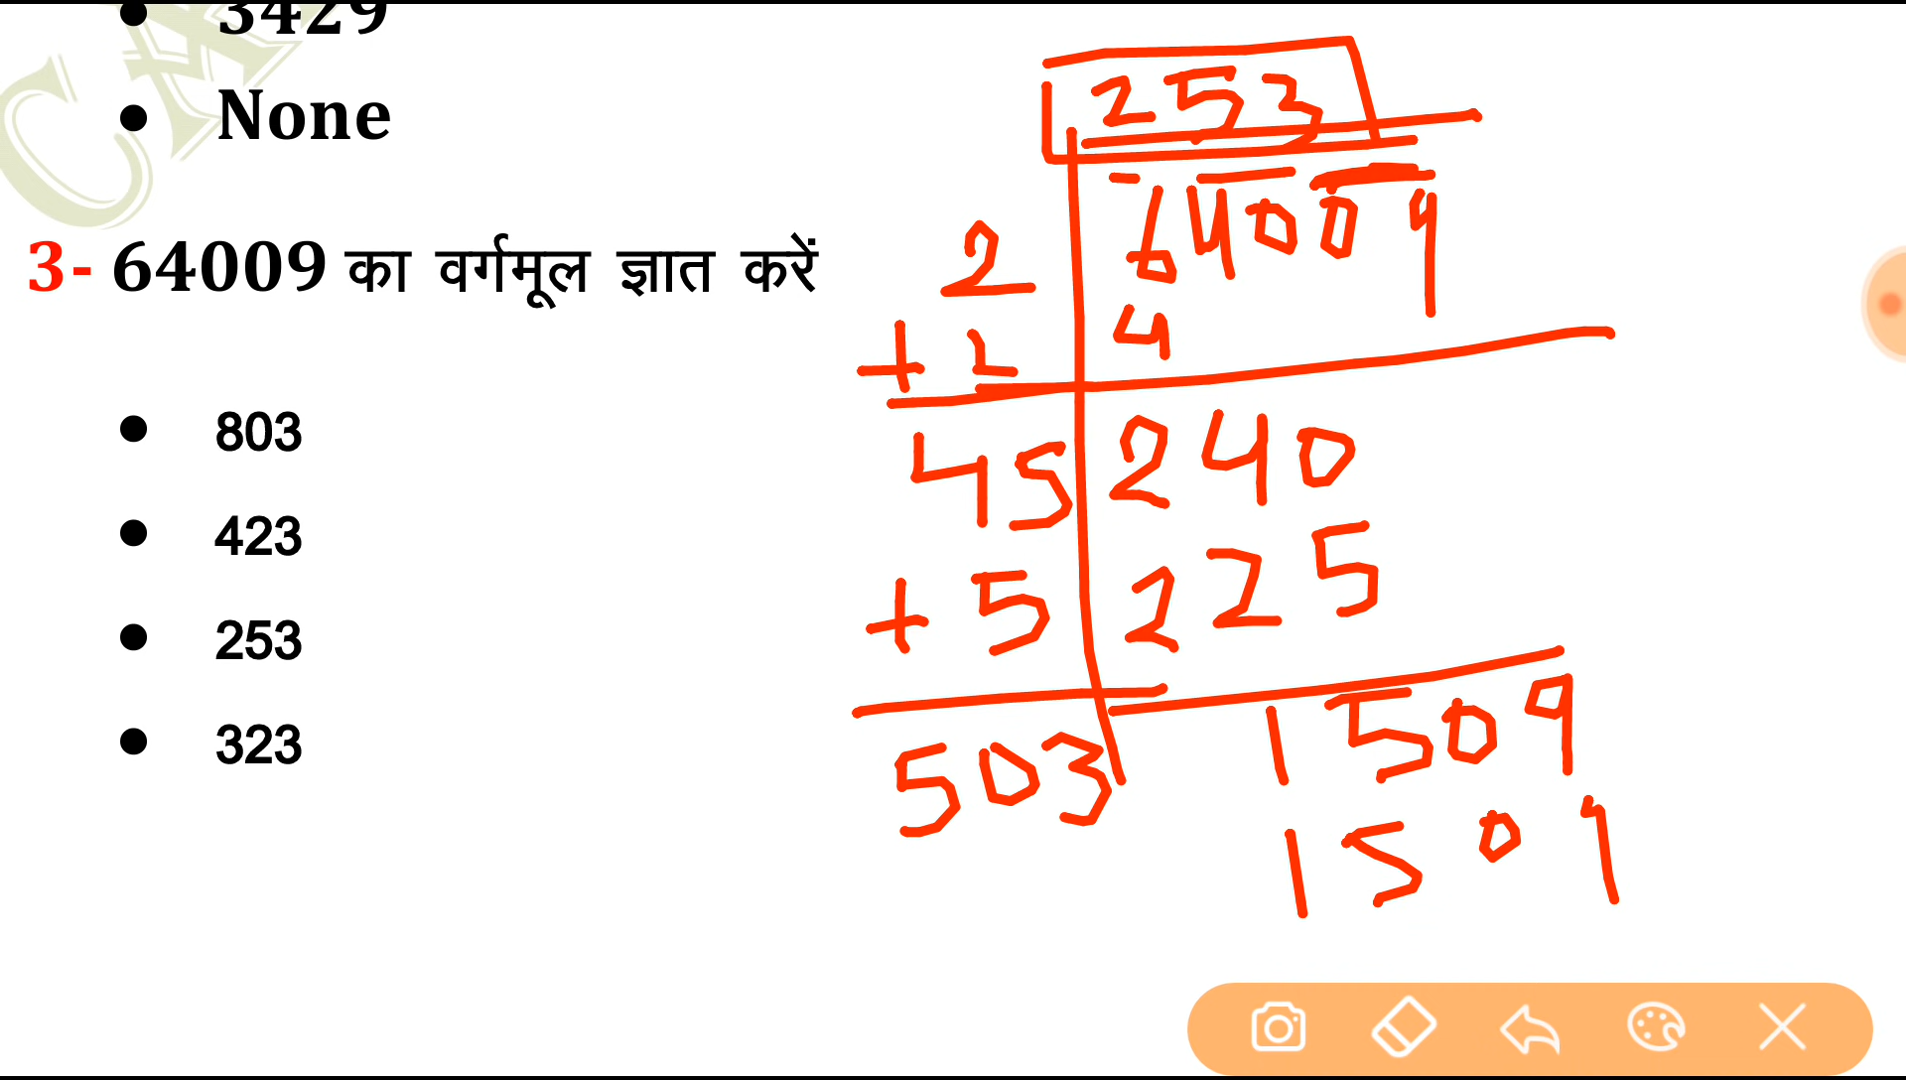 3429
None
3- 64009 का वर्गमूल ज्ञात करें
803
423
253
323
253
2 64009
+ 2 4
45 240
+ 5 225
503 1509
1509